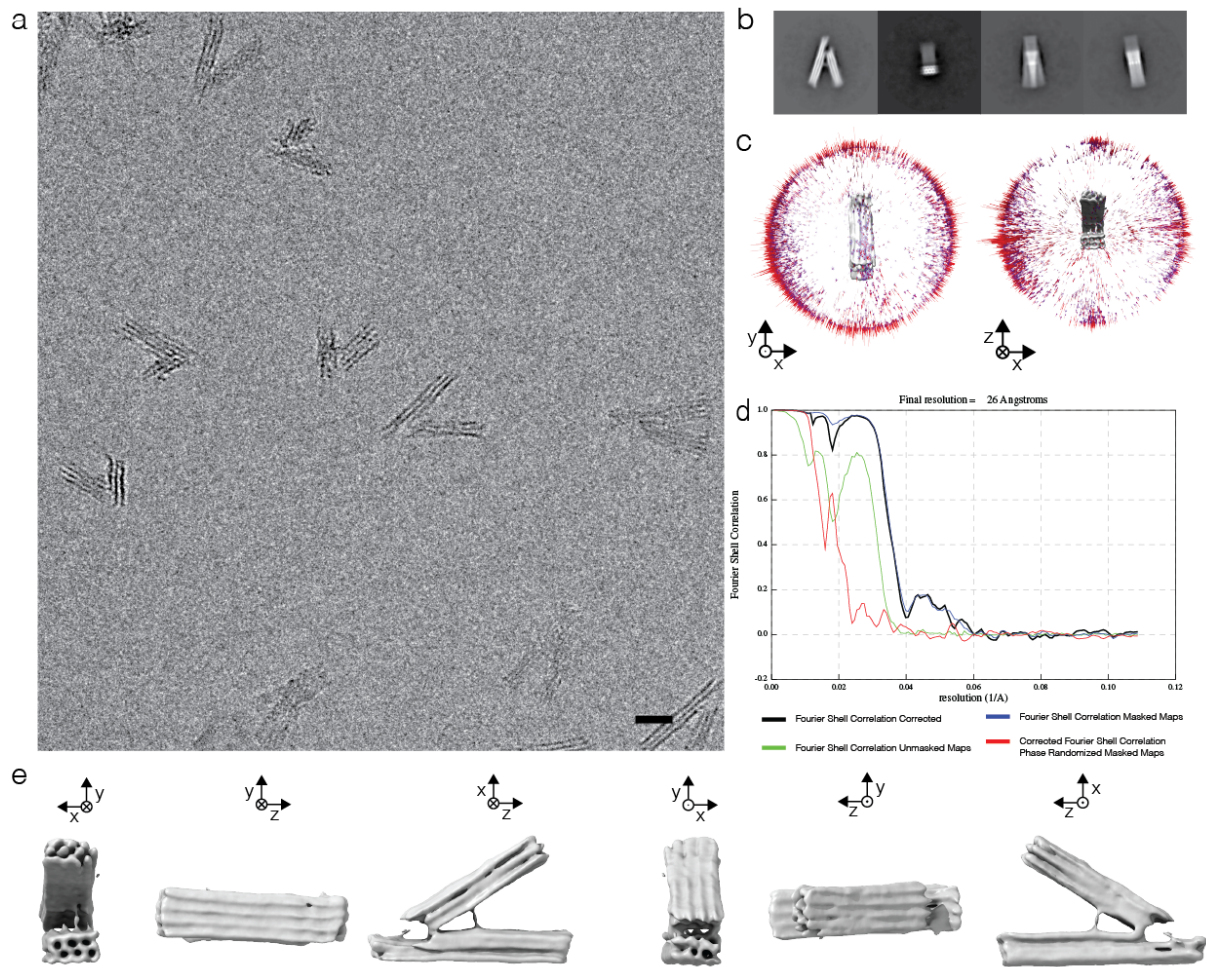 a
b
c
y
x
z
x
d
Final resolution = 26 Angstroms
Fourier Shell Correlation
1.0
0.8
0.6
0.4
0.2
0.0
-0.2
0.00
0.02
0.04
0.06
0.08
0.10
0.12
resolution (1/A)
Fourier Shell Correlation Corrected
Fourier Shell Correlation Masked Maps
Fourier Shell Correlation Unmasked Maps
Corrected Fourier Shell Correlation
Phase Randomized Masked Maps
e
y
x
y
z
x
z
y
x
y
z
x
z